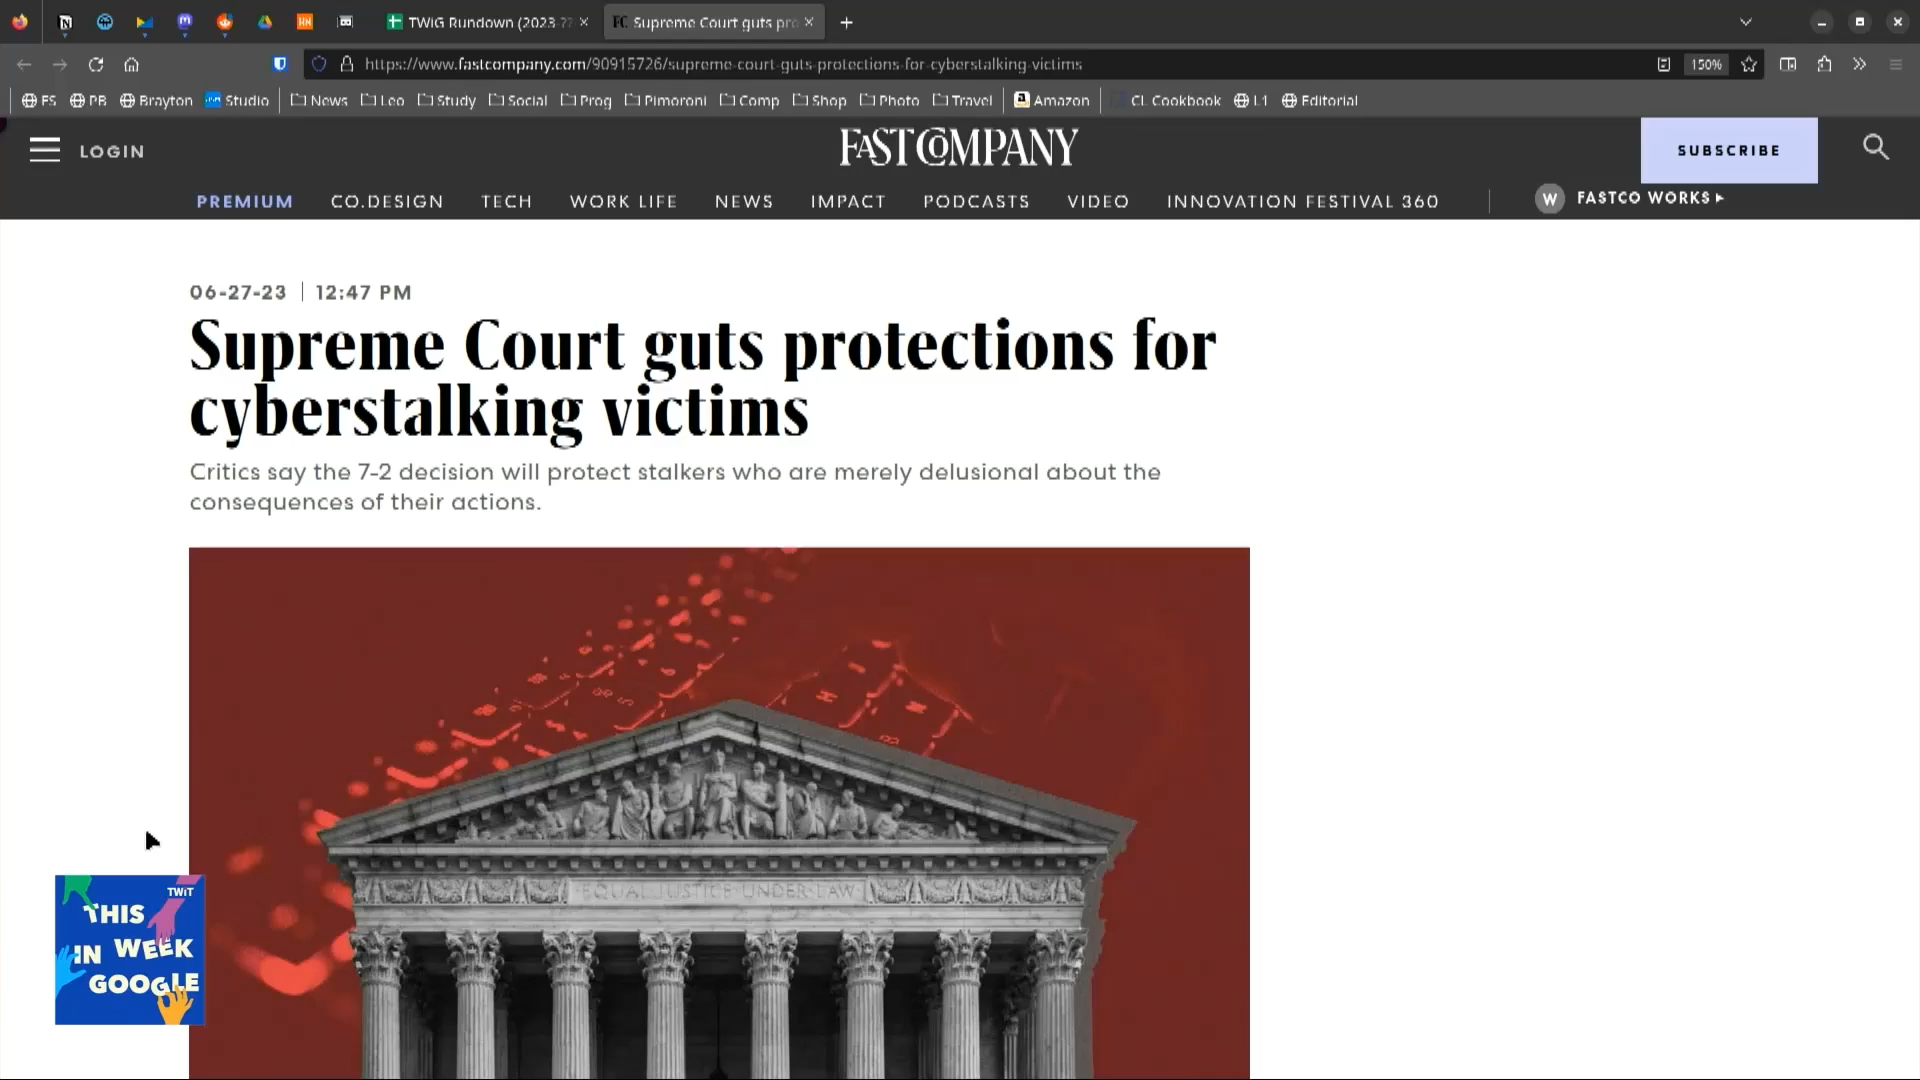 TWiG Rundown (2023-??
Supreme Court guts pro
https://www.fastcompany.com/90915726/supreme-court-guts-protections-for-cyberstalking-victims
150%
FS PB Brayton Studio News Leo Study Social Prog Pimoroni Comp Shop Photo Travel Amazon CL Cookbook L1 Editorial
LOGIN
FAST COMPANY
SUBSCRIBE
PREMIUM CO.DESIGN TECH WORK LIFE NEWS IMPACT PODCASTS VIDEO INNOVATION FESTIVAL 360
W FASTCO WORKS
06-27-23 | 12:47 PM
Supreme Court guts protections for
cyberstalking victims
Critics say the 7-2 decision will protect stalkers who are merely delusional about the
consequences of their actions.
EQUAL JUSTICE UNDER LAW
TWiT
THIS
IN WEEK
GOOGLE